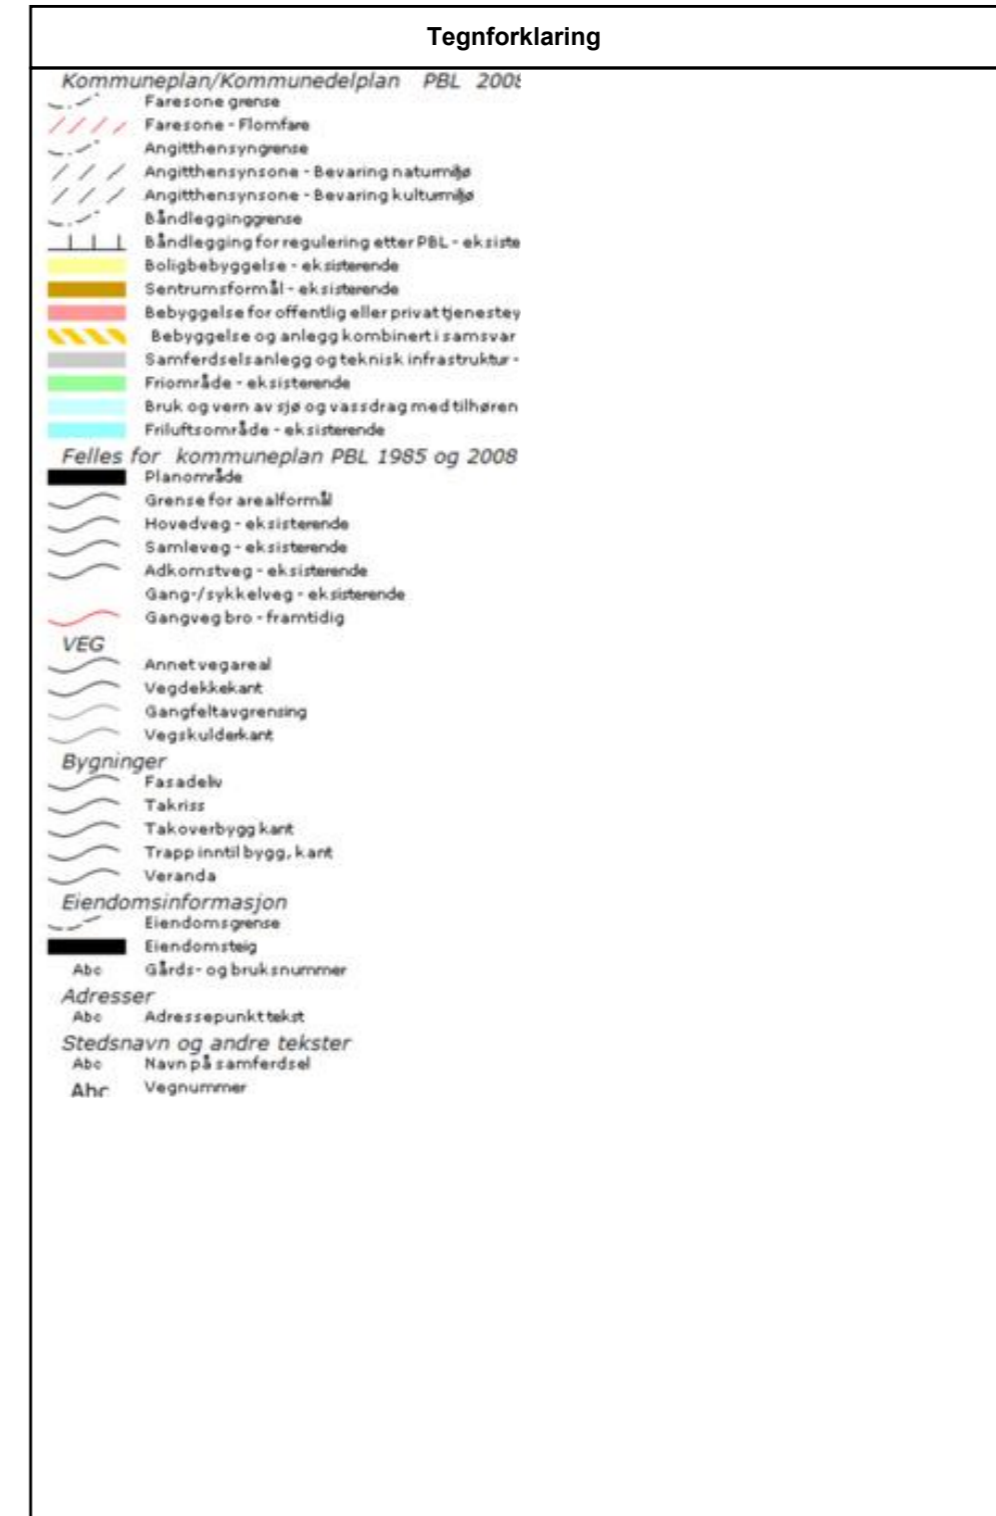 Tegnforklaring
Kommuneplan/Kommunedelplan PBL 2008
Faresone grense
Faresone - Flomfare
Angitthensyngrense
Angitthensynsone - Bevaring naturmiljø
Angitthensynsone - Bevaring kulturmiljø
Båndlegginggrense
Båndlegging for regulering etter PBL - eksiste
Boligbebyggelse - eksisterende
Sentrumsformål - eksisterende
Bebyggelse for offentlig eller privat tjenestey
Bebyggelse og anlegg kombinert i samsvar
Samferdselsanlegg og teknisk infrastruktur -
Friområde - eksisterende
Bruk og vern av sjø og vassdrag med tilhøren
Friluftsområde - eksisterende
Felles for kommuneplan PBL 1985 og 2008
Planområde
Grense for arealformål
Hovedveg - eksisterende
Samleveg - eksisterende
Adkomstveg - eksisterende
Gang-/sykkelveg - eksisterende
Gangveg bro - framtidig
VEG
Annet vegareal
Vegdekkekant
Gangfeltavgrensing
Vegskulderkant
Bygninger
Fasadeliv
Takriss
Takoverbygg kant
Trapp inntil bygg, kant
Veranda
Eiendomsinformasjon
Eiendomsgrense
Eiendomsteig
Abc Gårds- og bruksnummer
Adresser
Abc Adressepunkt tekst
Stedsnavn og andre tekster
Abc Navn på samferdsel
Abc Vegnummer